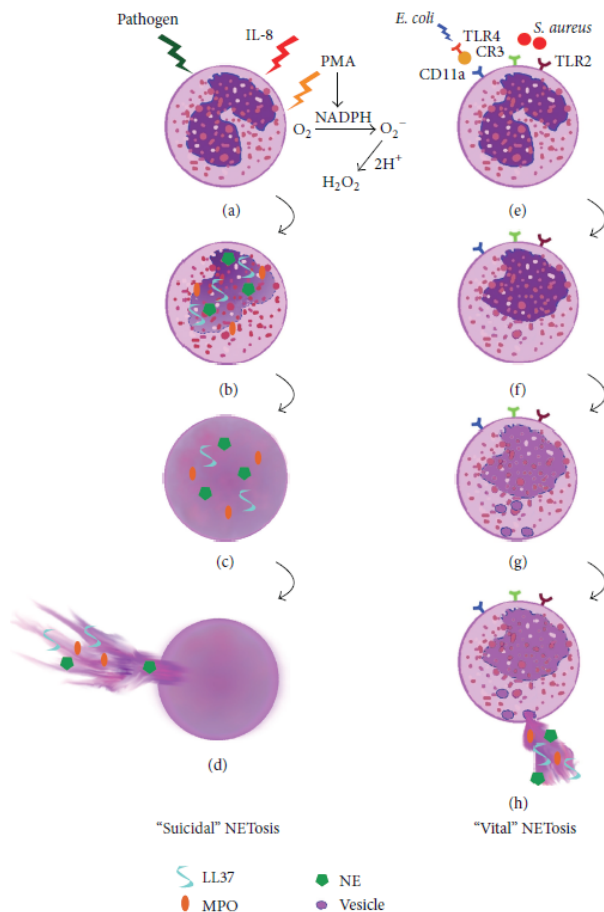 Pathogen
IL-8
PMA
NADPH
O₂
O₂⁻
2H⁺
H₂O₂
(a)
E. coli
TLR4
CR3
CD11a
S. aureus
TLR2
(e)
(b)
(f)
(c)
(g)
(d)
(h)
"Suicidal" NETosis
"Vital" NETosis
LL37
NE
MPO
Vesicle